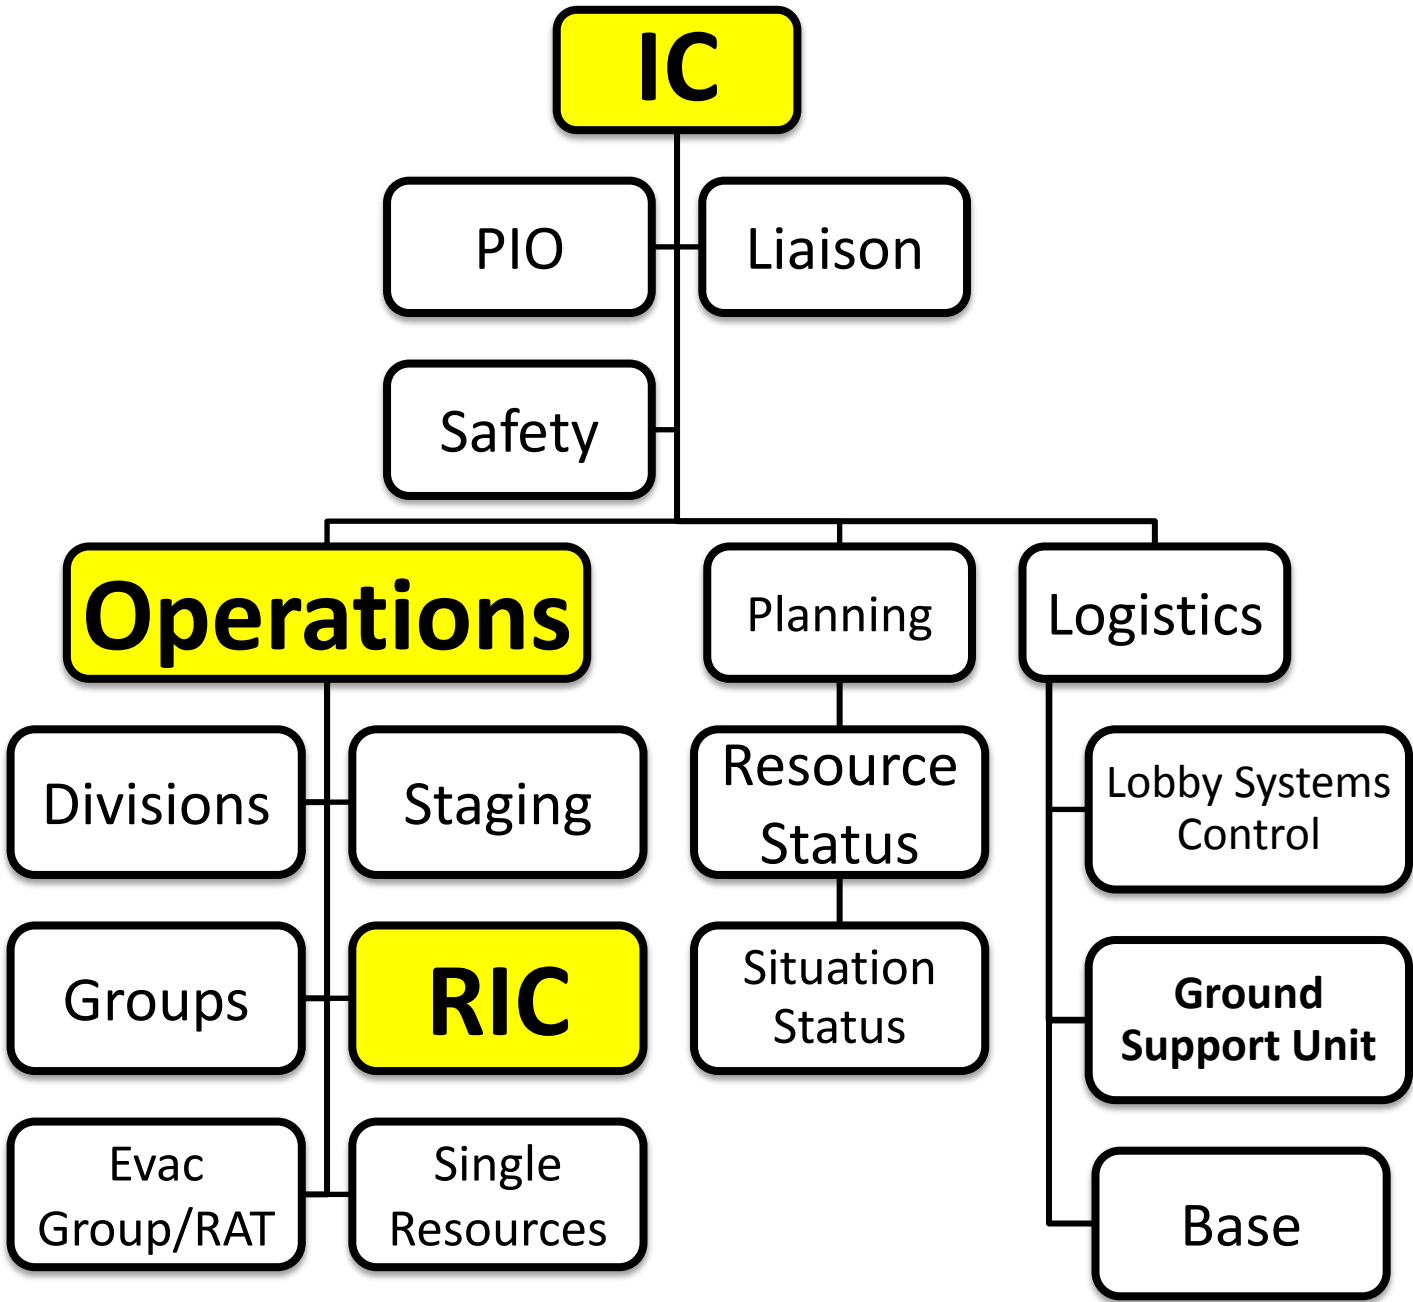 IC
PIO
Liaison
Safety
Operations
Planning
Logistics
Divisions
Staging
Resource
Status
Lobby Systems
Control
Groups
RIC
Situation
Status
Ground
Support Unit
Evac
Group/RAT
Single
Resources
Base